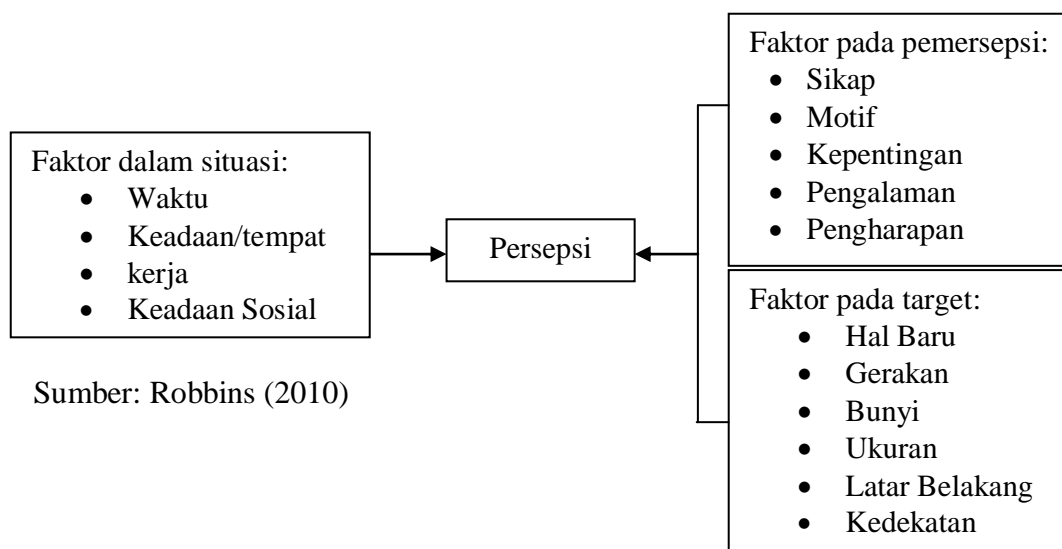 Faktor dalam situasi:
• Waktu
• Keadaan/tempat
• kerja
• Keadaan Sosial
Sumber: Robbins (2010)
Persepsi
Faktor pada pemersepsi:
• Sikap
• Motif
• Kepentingan
• Pengalaman
• Pengharapan
Faktor pada target:
• Hal Baru
• Gerakan
• Bunyi
• Ukuran
• Latar Belakang
• Kedekatan